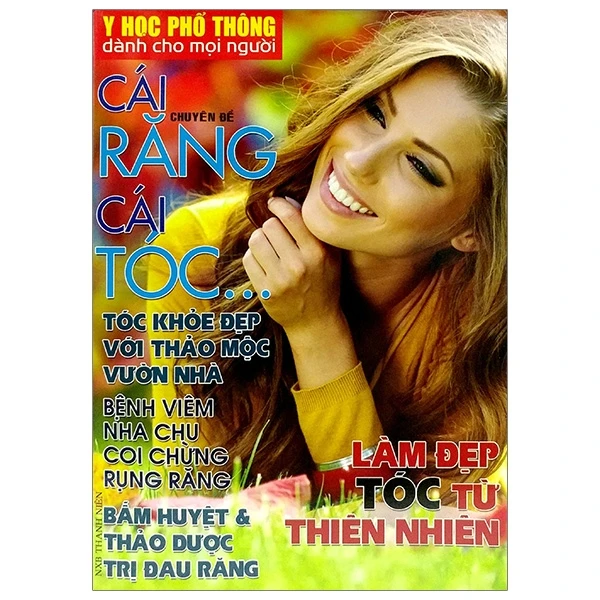 Y HỌC PHỔ THÔNG
dành cho mọi người
CÁI
CHUYÊN ĐỀ
RĂNG
CÁI
TÓC...
TÓC KHỎE ĐẸP
VỚI THẢO MỘC
VƯỜN NHÀ
BỆNH VIÊM
NHA CHU
COI CHỪNG
RỤNG RĂNG
BẤM HUYỆT &
THẢO DƯỢC
TRỊ ĐAU RĂNG
LÀM ĐẸP
TÓC TỪ
THIÊN NHIÊN
NXB THANH NIÊN